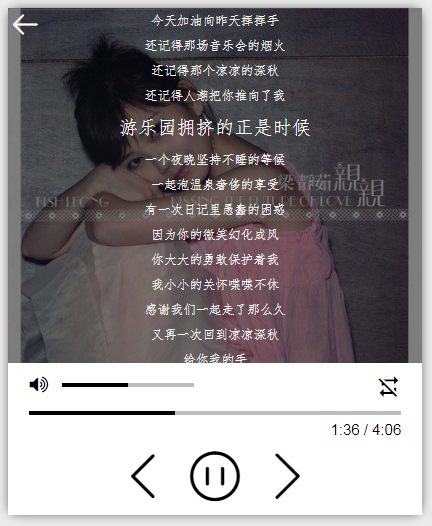 今天加油向昨天挥挥手
还记得那场音乐会的烟火
还记得那个凉凉的深秋
还记得人潮把你推向了我
游乐园拥挤的正是时候
一个夜晚坚持不睡的等候
一起泡温泉奢侈的享受
梁靜茹 親親
FISH LEONG
THE POWER OF LOVE
有一次日记里愚蠢的困惑
因为你的微笑幻化成风
你大大的勇敢保护着我
我小小的关怀喋喋不休
感谢我们一起走了那么久
又再一次回到凉凉深秋
给你我的手
1:36 / 4:06